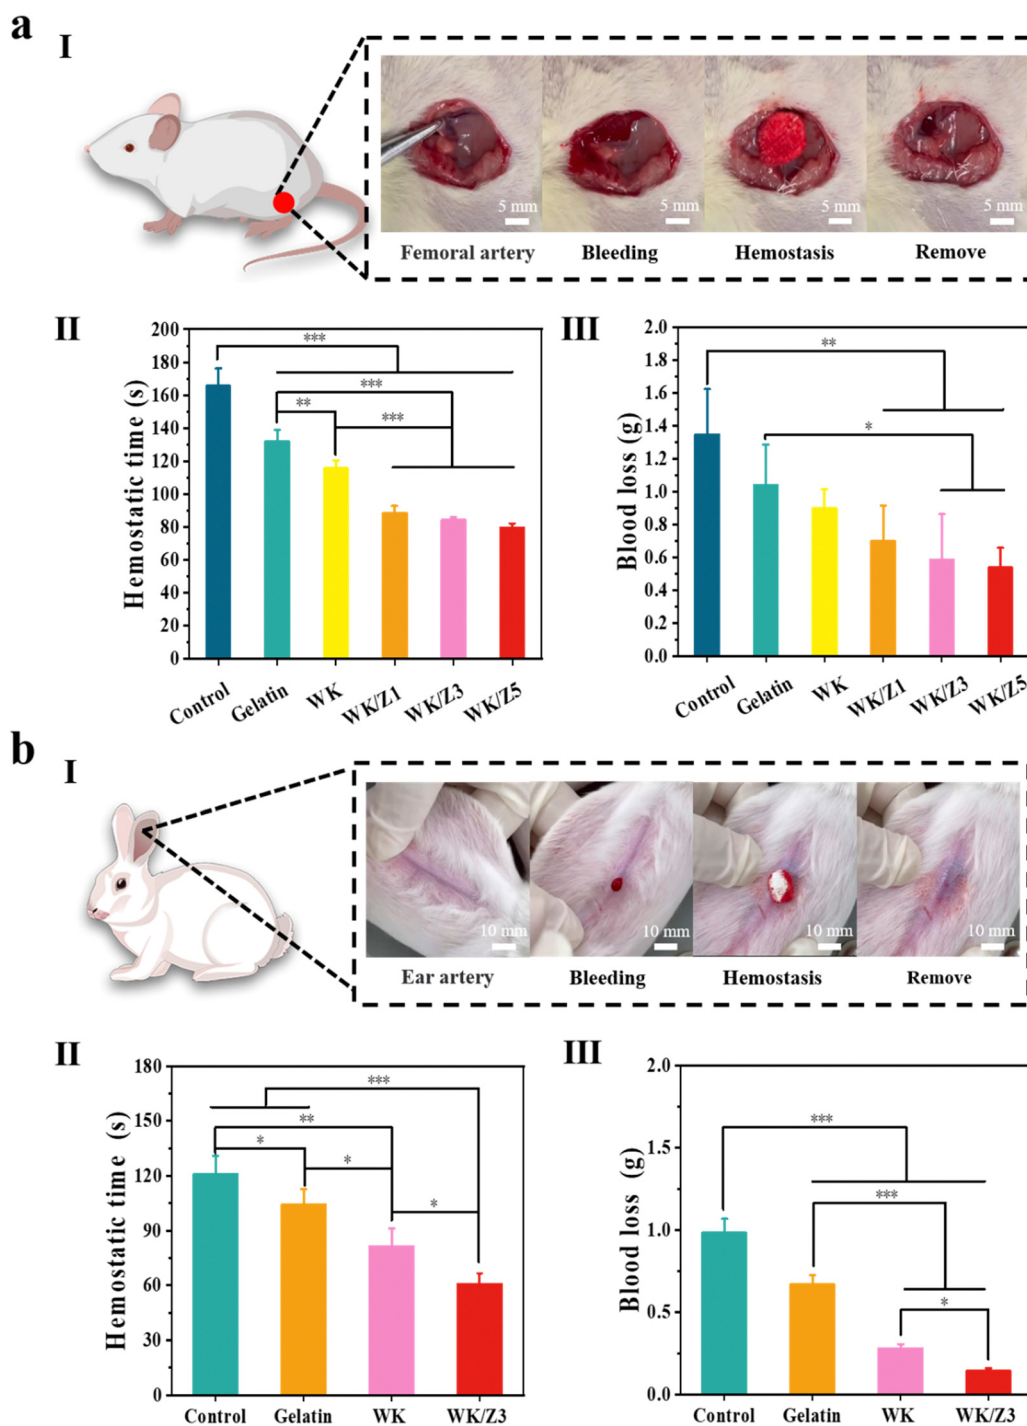 a
I
5 mm 5 mm 5 mm 5 mm
Femoral artery Bleeding Hemostasis Remove
II
Hemostatic time (s)
200
180
160
140
120
100
80
60
40
20
0
***
***
**
***
Control Gelatin WK WK/Z1 WK/Z3 WK/Z5
III
Blood loss (g)
2.0
1.8
1.6
1.4
1.2
1.0
0.8
0.6
0.4
0.2
0.0
**
*
Control Gelatin WK WK/Z1 WK/Z3 WK/Z5
b
I
10 mm 10 mm 10 mm 10 mm
Ear artery Bleeding Hemostasis Remove
II
Hemostatic time (s)
180
150
120
90
60
30
0
***
**
*
*
*
Control Gelatin WK WK/Z3
III
Blood loss (g)
2.0
1.5
1.0
0.5
0.0
***
***
*
Control Gelatin WK WK/Z3